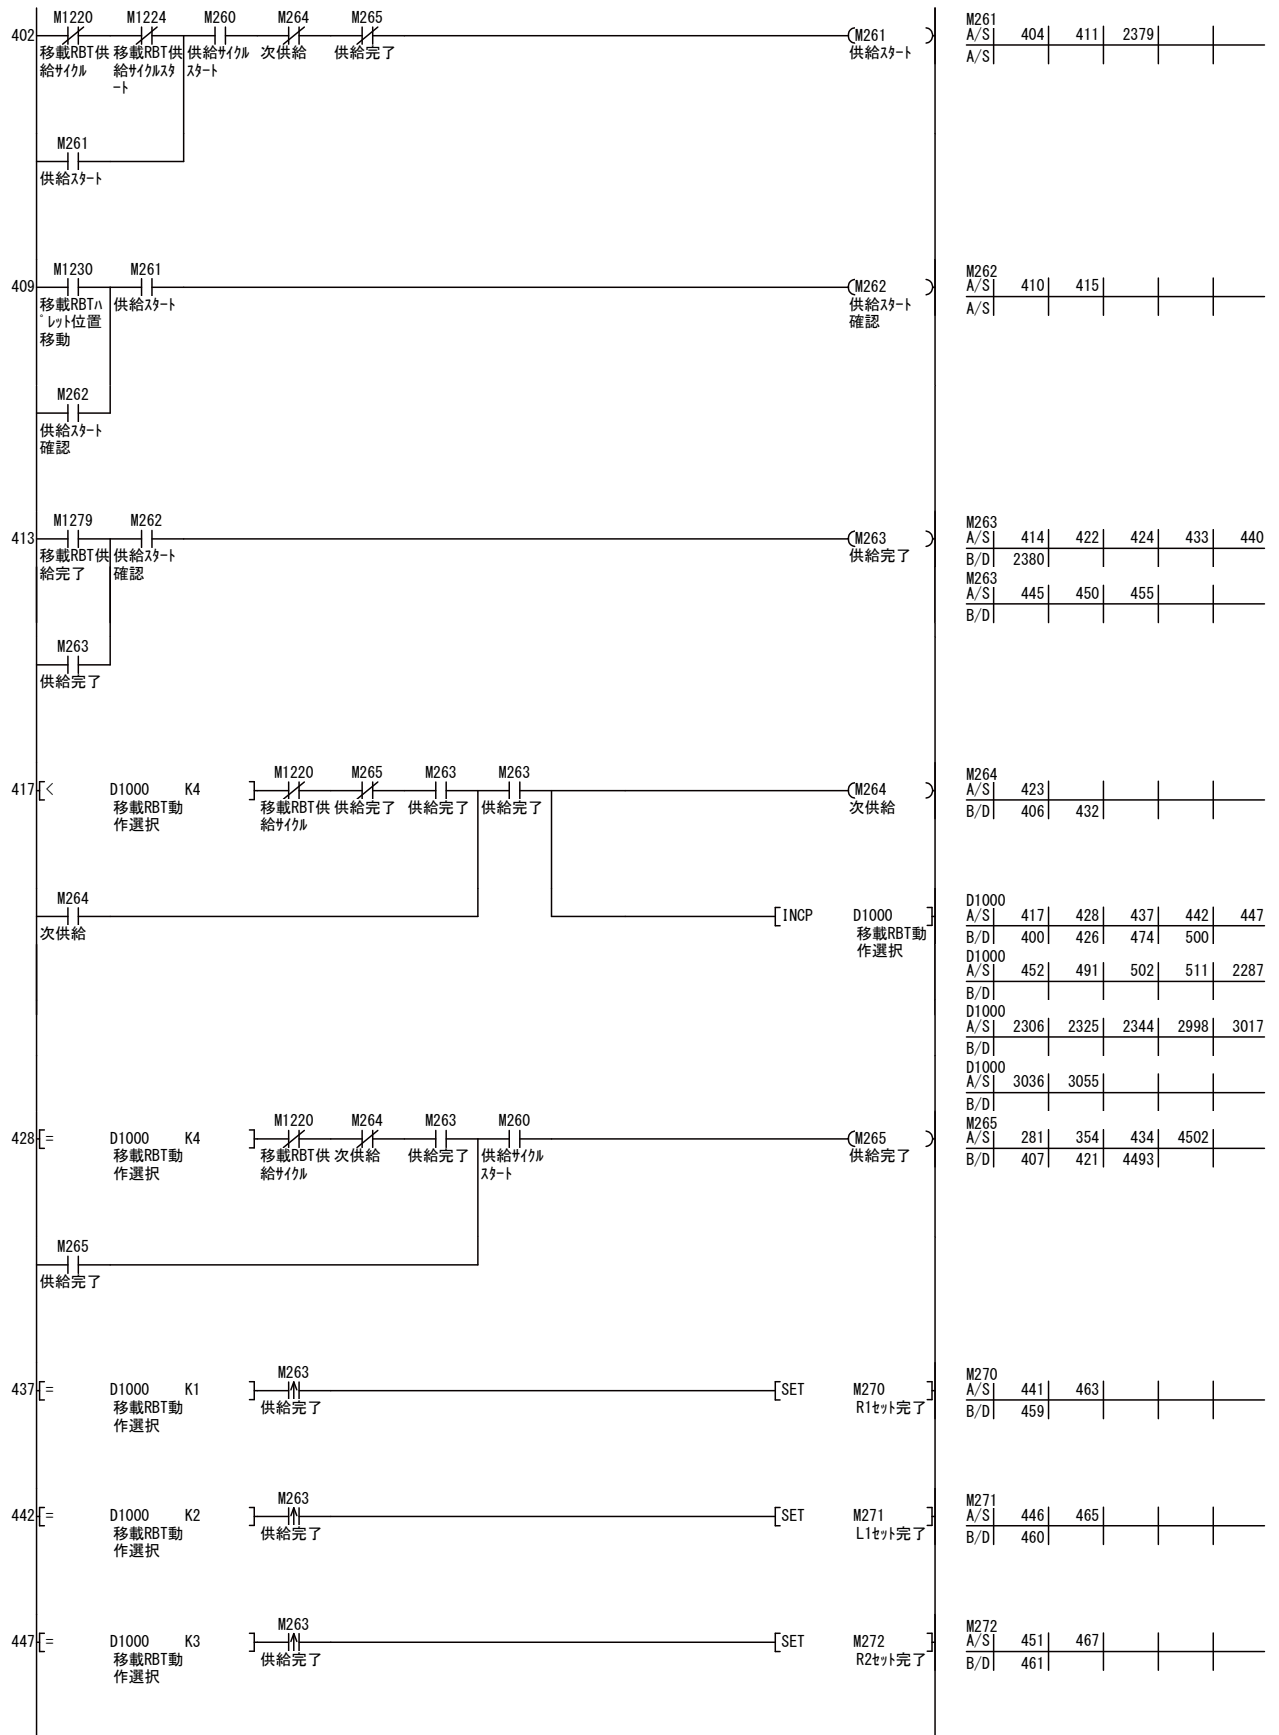 M1220 M1224 M260 M264 M265
402 (M261 )
移載RBT供 移載RBT供 供給ｻｲｸﾙ 次供給 供給完了 供給ｽﾀｰﾄ
給ｻｲｸﾙ 給ｻｲｸﾙｽﾀ ｽﾀｰﾄ
ｰﾄ
M261
A/S| 404| 411| 2379| |
A/S| | | | |
M261
供給ｽﾀｰﾄ
M1230 M261
409 (M262 )
移載RBTﾊ 供給ｽﾀｰﾄ 供給ｽﾀｰﾄ
ﾟﾚｯﾄ位置 確認
移動
M262
A/S| 410| 415| | |
A/S| | | | |
M262
供給ｽﾀｰﾄ
確認
M1279 M262
413 (M263 )
移載RBT供 供給ｽﾀｰﾄ 供給完了
給完了 確認
M263
A/S| 414| 422| 424| 433| 440
B/D| 2380| | | |
M263
A/S| 445| 450| 455| |
B/D| | | | |
M263
供給完了
M1220 M265 M263 M263
417 [< D1000 K4 ] (M264 )
移載RBT動 移載RBT供 供給完了 供給完了 供給完了 次供給
作選択 給ｻｲｸﾙ
M264
A/S| 423| | | |
B/D| 406| 432| | |
M264
次供給
[INCP D1000 ]
移載RBT動
作選択
D1000
A/S| 417| 428| 437| 442| 447
B/D| 400| 426| 474| 500|
D1000
A/S| 452| 491| 502| 511| 2287
B/D| | | | |
D1000
A/S| 2306| 2325| 2344| 2998| 3017
B/D| | | | |
D1000
A/S| 3036| 3055| | |
B/D| | | | |
M1220 M264 M263 M260
428 [= D1000 K4 ] (M265 )
移載RBT動 移載RBT供 次供給 供給完了 供給ｻｲｸﾙ 供給完了
作選択 給ｻｲｸﾙ ｽﾀｰﾄ
M265
A/S| 281| 354| 434| 4502|
B/D| 407| 421| 4493| |
M265
供給完了
M263
437 [= D1000 K1 ] [SET M270 ]
移載RBT動 供給完了 R1ｾｯﾄ完了
作選択
M270
A/S| 441| 463| | |
B/D| 459| | | |
M263
442 [= D1000 K2 ] [SET M271 ]
移載RBT動 供給完了 L1ｾｯﾄ完了
作選択
M271
A/S| 446| 465| | |
B/D| 460| | | |
M263
447 [= D1000 K3 ] [SET M272 ]
移載RBT動 供給完了 R2ｾｯﾄ完了
作選択
M272
A/S| 451| 467| | |
B/D| 461| | | |